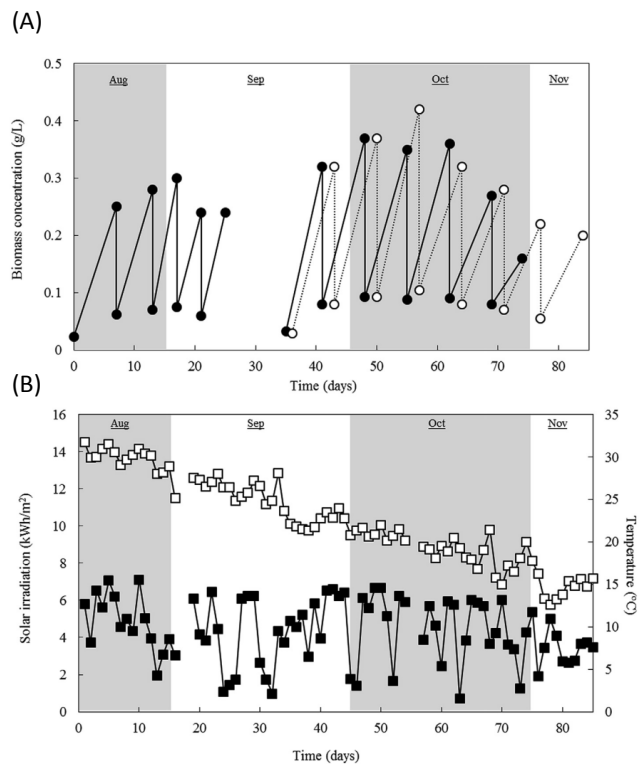 (A)
Aug Sep Oct Nov
0.5
0.4
0.3
0.2
0.1
0
Biomass concentration (g/L)
0 10 20 30 40 50 60 70 80
Time (days)
(B)
Aug Sep Oct Nov
16 35
14 30
12 25
10 20
8 15
6 10
4 5
2 0
0
Solar irradiation (kWh/m²)
Temperature (°C)
0 10 20 30 40 50 60 70 80
Time (days)